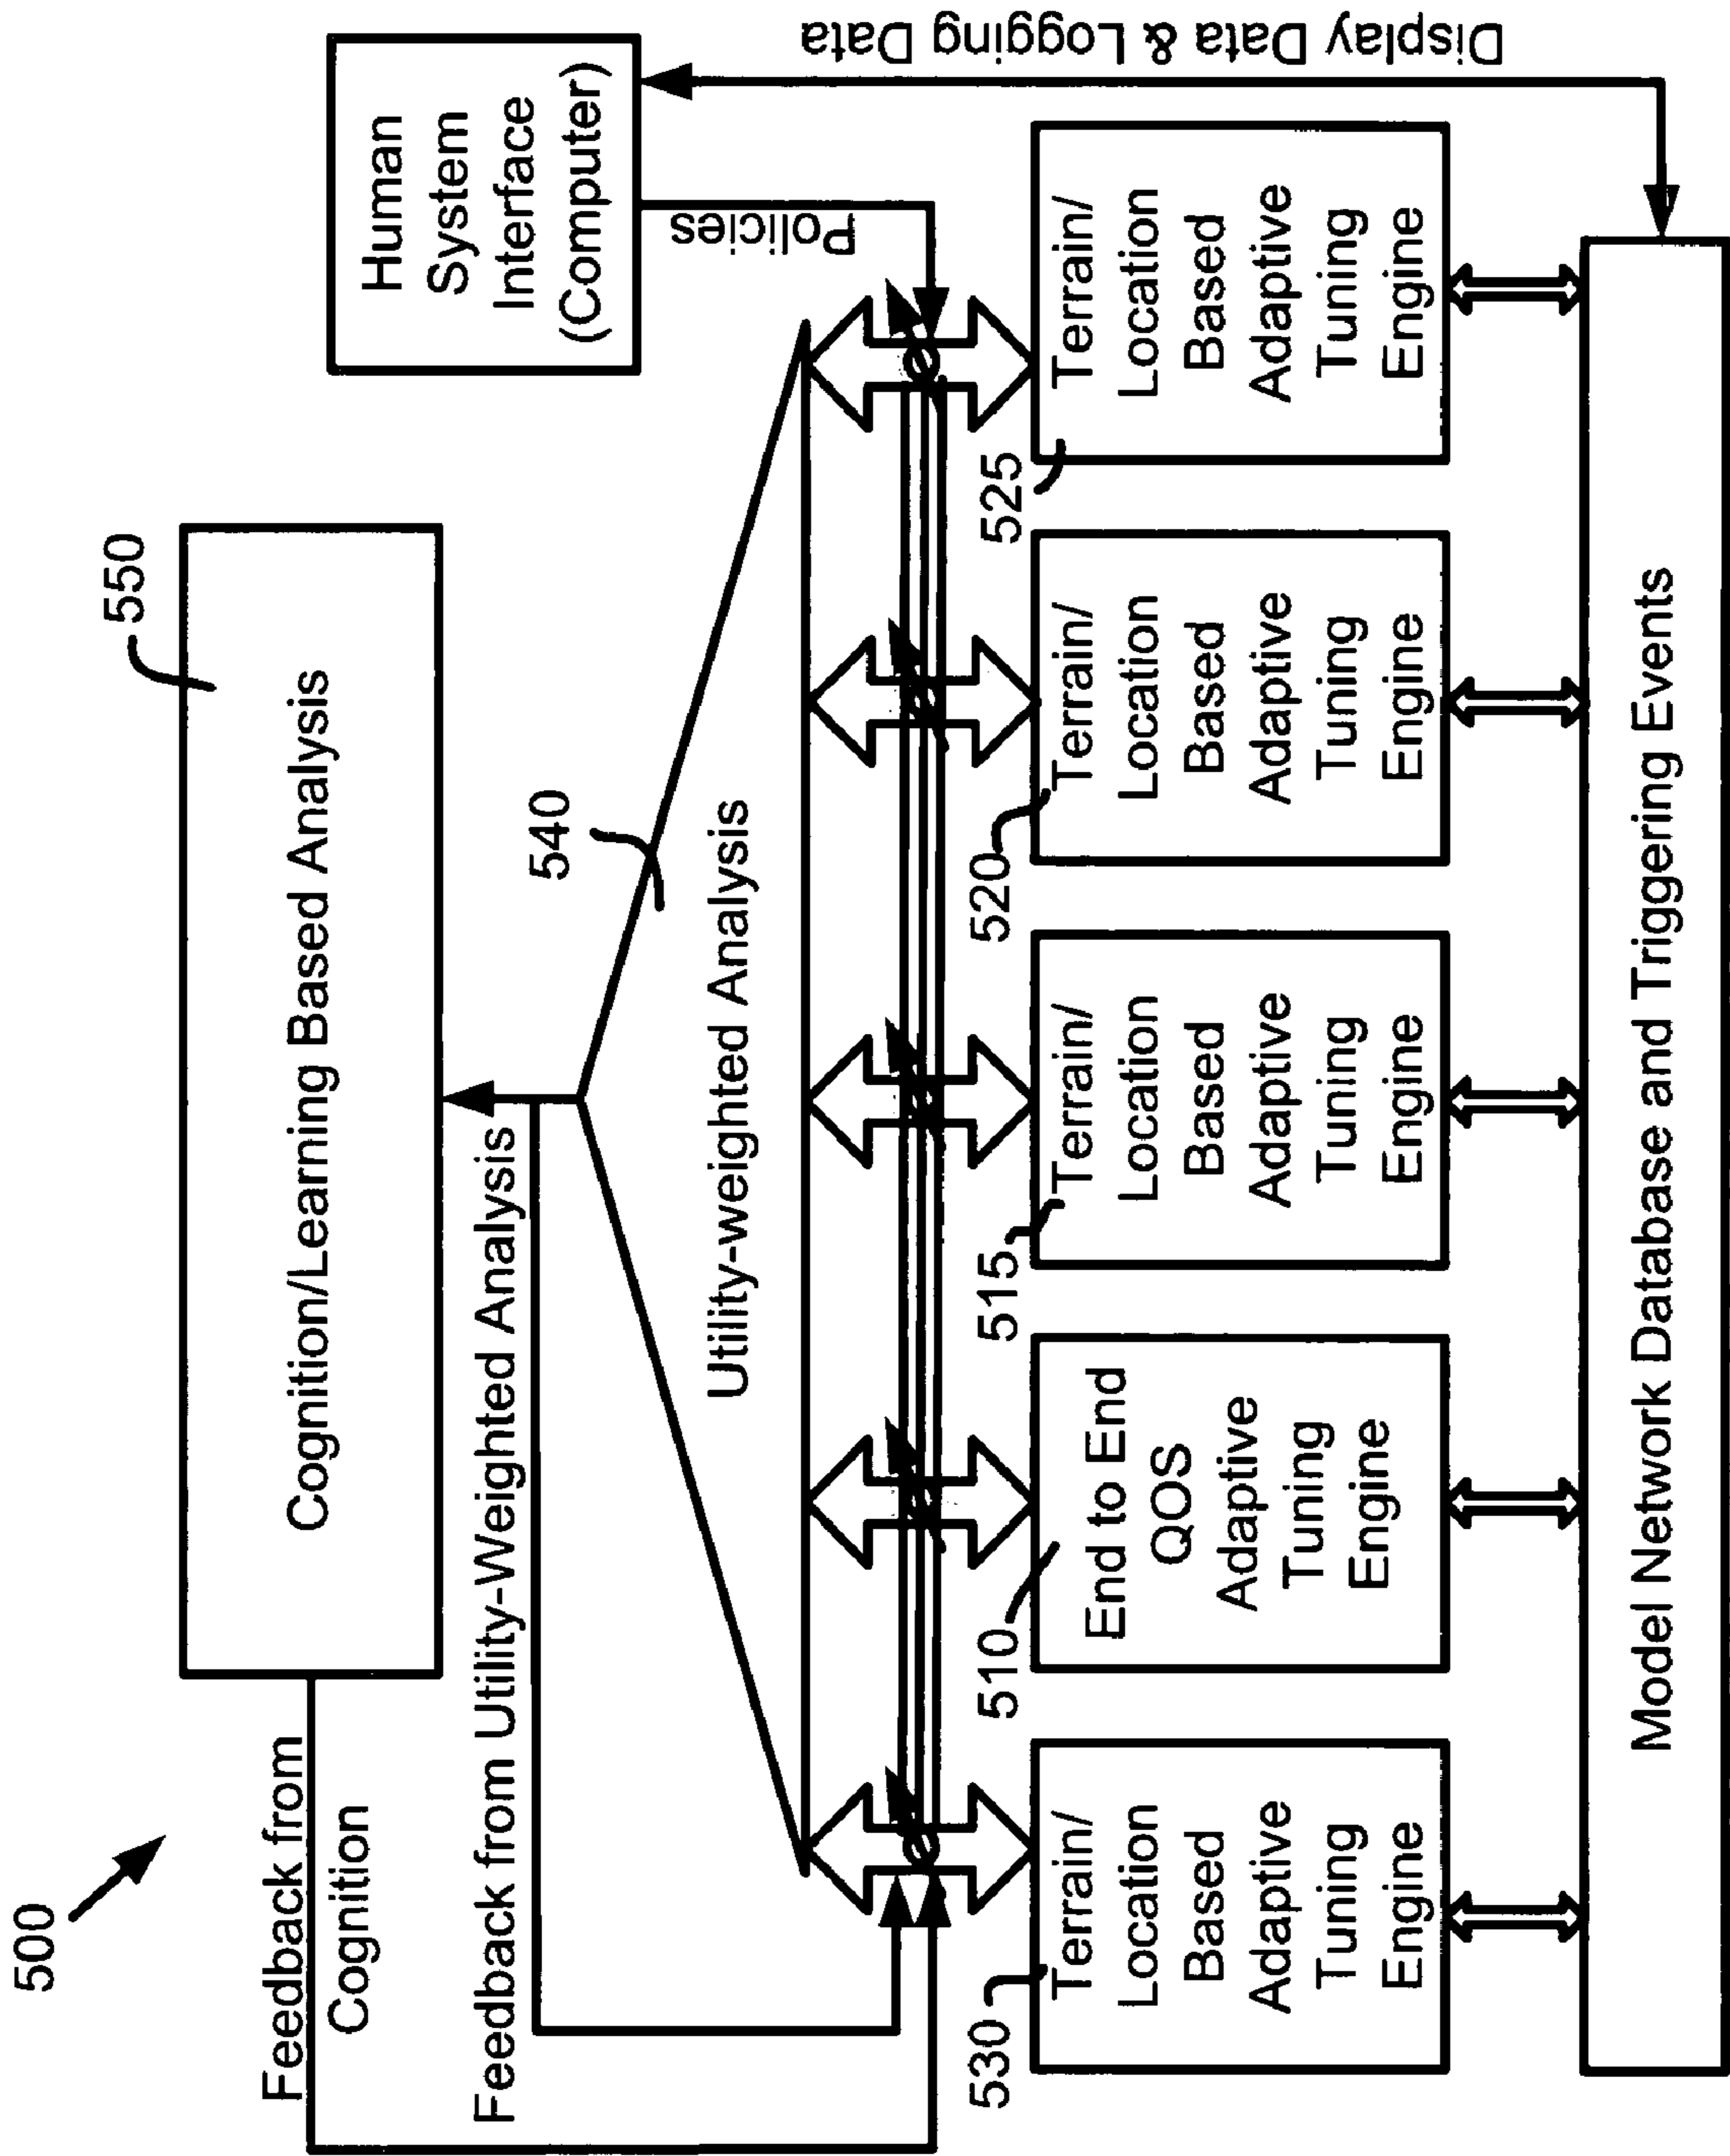 500
550
Cognition/Learning Based Analysis
Human
System
Interface
(Computer)
Feedback from
Cognition
Feedback from Utility-Weighted Analysis
540
Utility-weighted Analysis
Policies
Display Data & Logging Data
530
Terrain/
Location
Based
Adaptive
Tuning
Engine
510
End to End
QOS
Adaptive
Tuning
Engine
515
Terrain/
Location
Based
Adaptive
Tuning
Engine
520
Terrain/
Location
Based
Adaptive
Tuning
Engine
525
Terrain/
Location
Based
Adaptive
Tuning
Engine
Model Network Database and Triggering Events